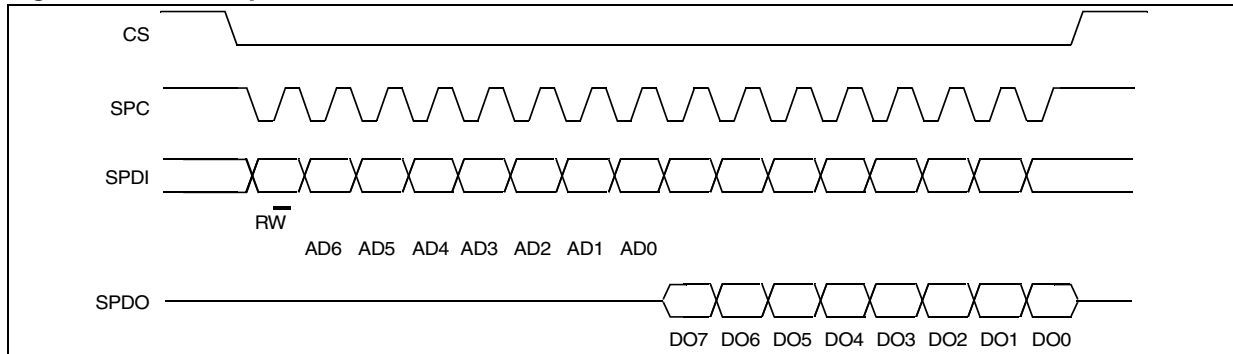 CS
SPC
SPDI
RW
AD6 AD5 AD4 AD3 AD2 AD1 AD0
SPDO
DO7 DO6 DO5 DO4 DO3 DO2 DO1 DO0